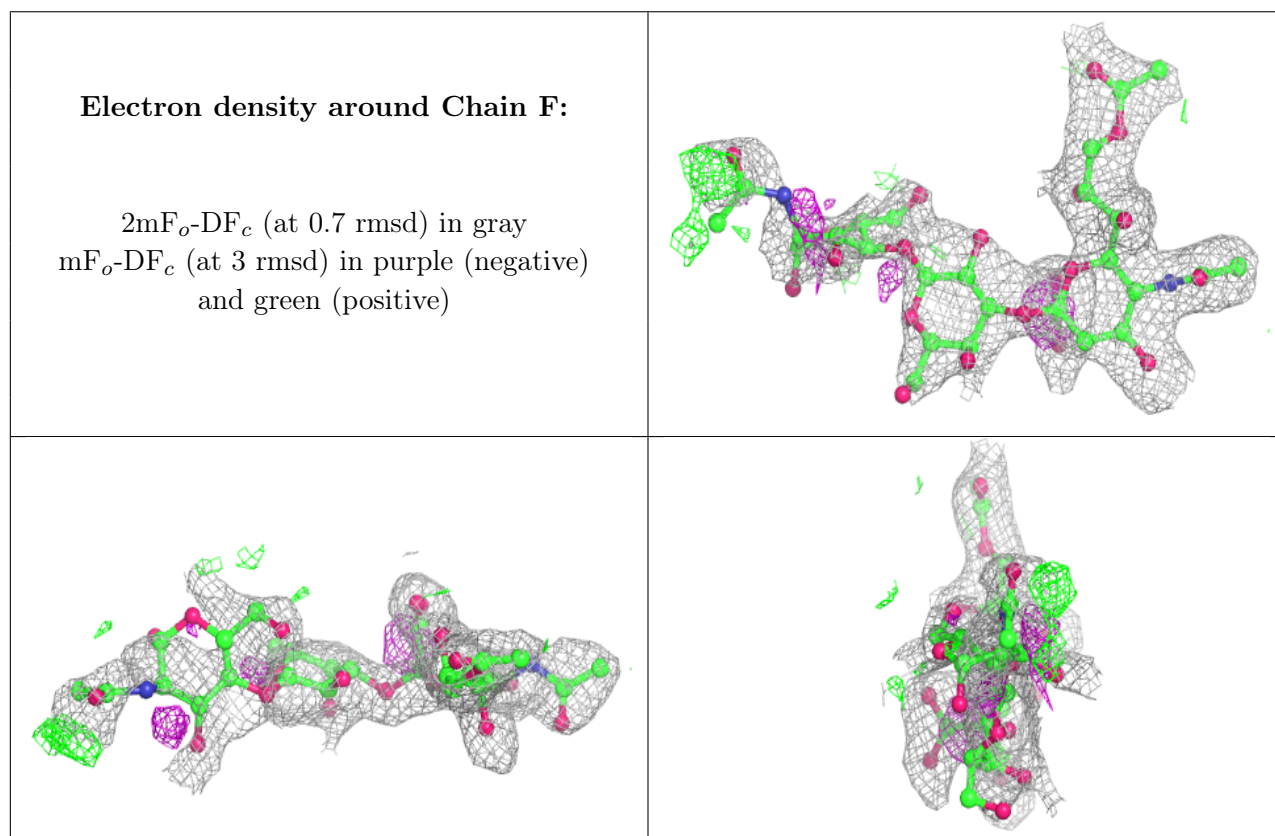 Electron density around Chain F:
2mFₒ-DF𝒸 (at 0.7 rmsd) in gray
mFₒ-DF𝒸 (at 3 rmsd) in purple (negative)
and green (positive)